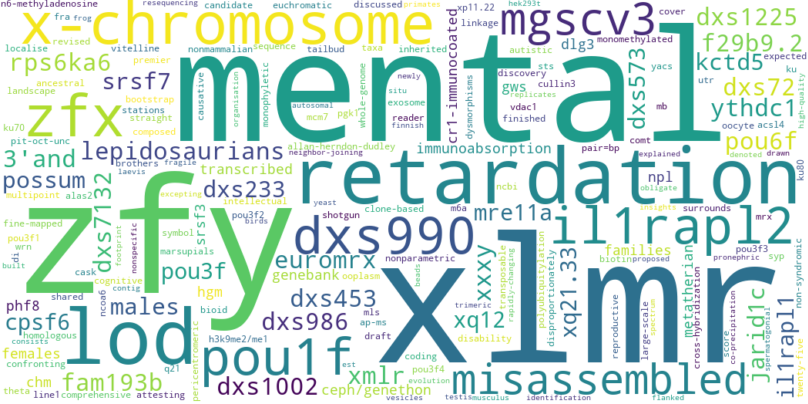 n6-methyladenosine
resequencing
candidate euchromatic discussed primates
hek293t
fra frog
x-chromosome
revised
nonmammalian
xp11.22
cover
linkage
mgscv3
dxs1225
localise
vitelline
tailbud
taxa
inherited
sequence
autistic
monomethylated
expected
rps6ka6
premier
srsf7
f29b9.2
ancestral
landscape
bootstrap
stations
straight
composed
zfx
causative
organisation
monophyletic
mental
whole-genome
autosomal
mcm7
situ
exosome
pgk1
newly
finnish
replicates
reader
cr1-immunocoated
discovery
gws
vdac1
sts
dlg3
cullin3
finished
dysmorphisms
yacs
dxs573
utr
mb
kctd5
dxs72
ku
high-quality
ythdc1
oocyte acsl4
pou6f
denoted drawn
ku80
comt
pair=bp
explained
ku70
pit-oct-unc
3'and
lepidosaurians
allan-herndon-dudley
neighbor-joining
immunoabsorption
npl
obligate
insights
surrounds
mrx
possum
brothers fragile
laevis
alas2
transcribed
excepting
multipoint
intellectual
dxs233
retardation
ncbi
yeast
pou3f2
birds
shotgun
clone-based
m6a
mre11a
il1rapl2
fine-mapped
pou3f1
wrn
dxs7132
footprint
nonspecific
symbol
srsf3
marsupials
zfy
dxs990
nonparametric
euromrx
genebank
ooplasm
xxxy
transposable
rapidly-changing
polyubiquitylation
disproportionately
xq21.33
families
biotin proposed
pou3f3
pronephric
syp
non-syndromic
di
built
cask
cognitive
contig
pou3f
hgm
bioid
shared
phf8
ncoa6
males
dxs453
mls
ap-ms
beads
trimeric
xq12
spectrum
large-scale
reproductive
score
cross-hybridization
co-precipitation
metatherian
jarid1c
spermatogonial
il1rapl1
twenty-five
cpsf6
homologous
consists
lod
dxs986
draft
xlmr
females
confronting
q21
pericentromeric
h3k9me2/me1
pou1f
est
coding
xmlr
pou3f4
evolution
disability
chm
fam193b
theta line1 comprehensive attesting
dxs1002
ceph/genethon
vesicles
testis
musculus
misassembled
identification
flanked